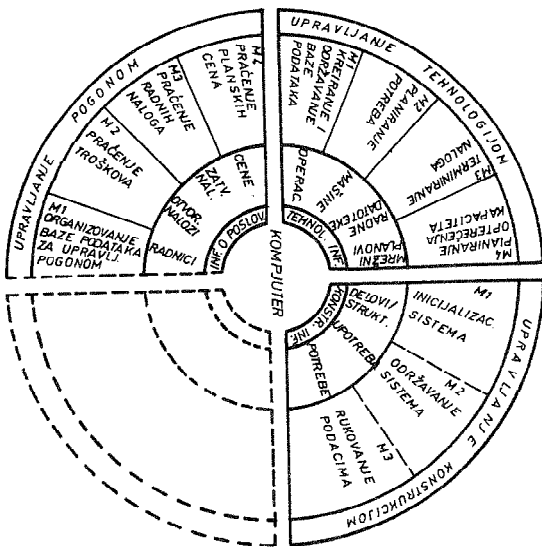 UPRAVLJANJE POGONOM
M1
ORGANIZOVANJE
BAZE PODATAKA
ZA UPRAVLJ.
POGONOM
M2
PRAĆENJE
TROŠKOVA
M3
PRAĆENJE
RADNIH
NALOGA
M4
PRAĆENJE
PLANSKIH
CENA
RADNICI
OTVOR.
NALOZI
ZATV.
NAL.
CENE
INF. O POSLOV.
UPRAVLJANJE TEHNOLOGIJOM
M1
KREIRANJE I
ODRŽAVANJE
BAZE
PODATAKA
M2
PLANIRANJE
POTREBA
M3
TERMINIRANJE
NALOGA
M4
PLANIRANJE
OPTEREĆENJA
KAPACITETA
OPERAC.
MAŠINE
RADNE
DATOTEKE
MREŽNI
PLANOVI
TEHNOL. INF.
KOMPJUTER
UPRAVLJANJE KONSTRUKCIJOM
M1
INICIJALIZAC.
SISTEMA
M2
ODRŽAVANJE
SISTEMA
M3
RUKOVANJE
PODACIMA
DELOVI/
STRUKT.
UPOTREBA
POTREBE
KONSTR. INF.